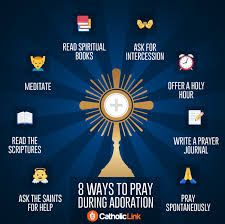 READ SPIRITUAL
BOOKS
ASK FOR
INTERCESSION
MEDITATE
OFFER A HOLY
HOUR
READ THE
SCRIPTURES
WRITE A PRAYER
JOURNAL
ASK THE SAINTS
FOR HELP
8 WAYS TO PRAY
DURING ADORATION
PRAY
SPONTANEOUSLY
CatholicLink